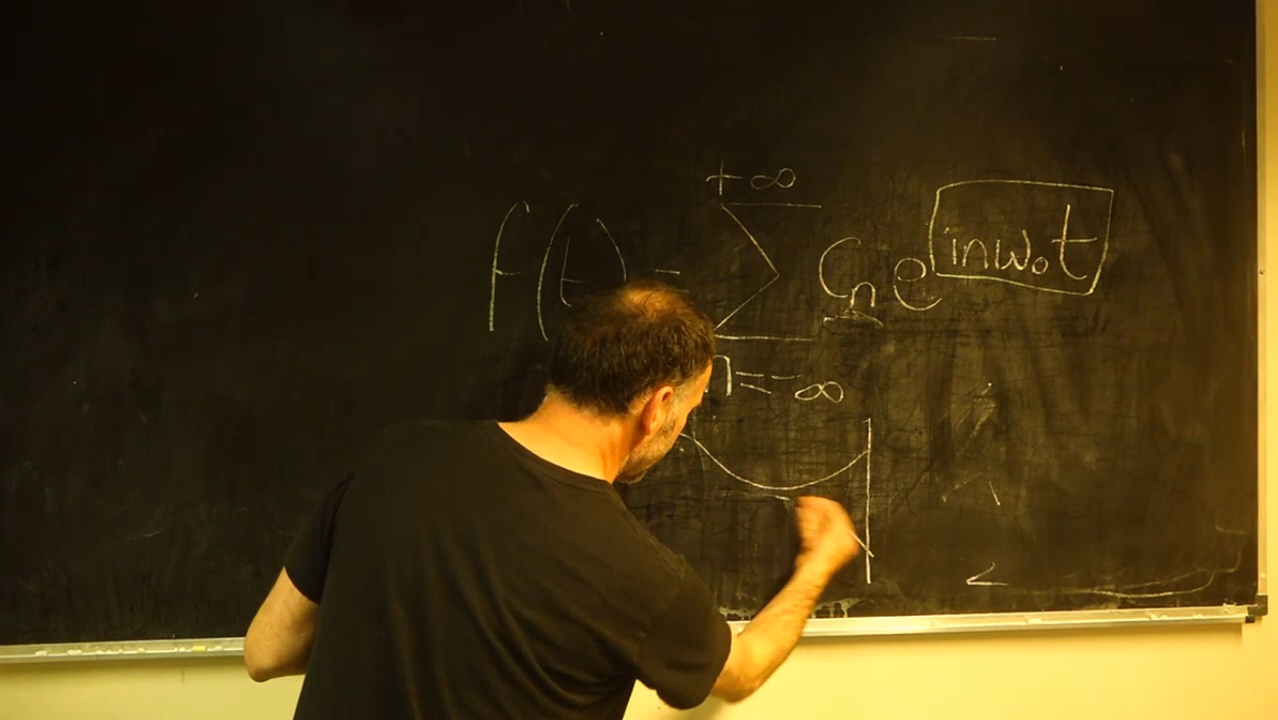 +∞
f(t) = Σ Cn e inω₀t
n=-∞